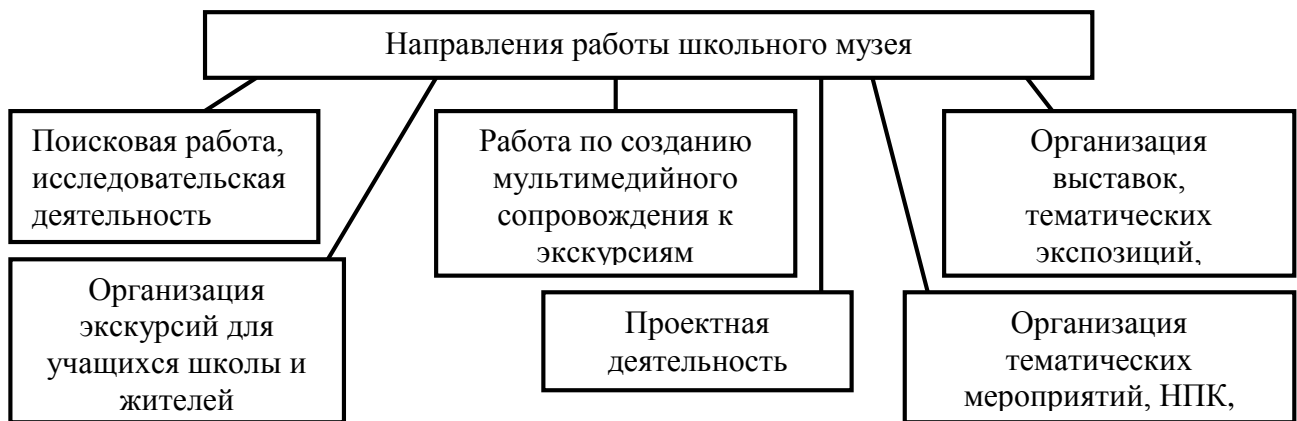 Направления работы школьного музея
Поисковая работа,
исследовательская
деятельность
Работа по созданию
мультимедийного
сопровождения к
экскурсиям
Организация
выставок,
тематических
экспозиций,
Организация
экскурсий для
учащихся школы и
жителей
Проектная
деятельность
Организация
тематических
мероприятий, НПК,